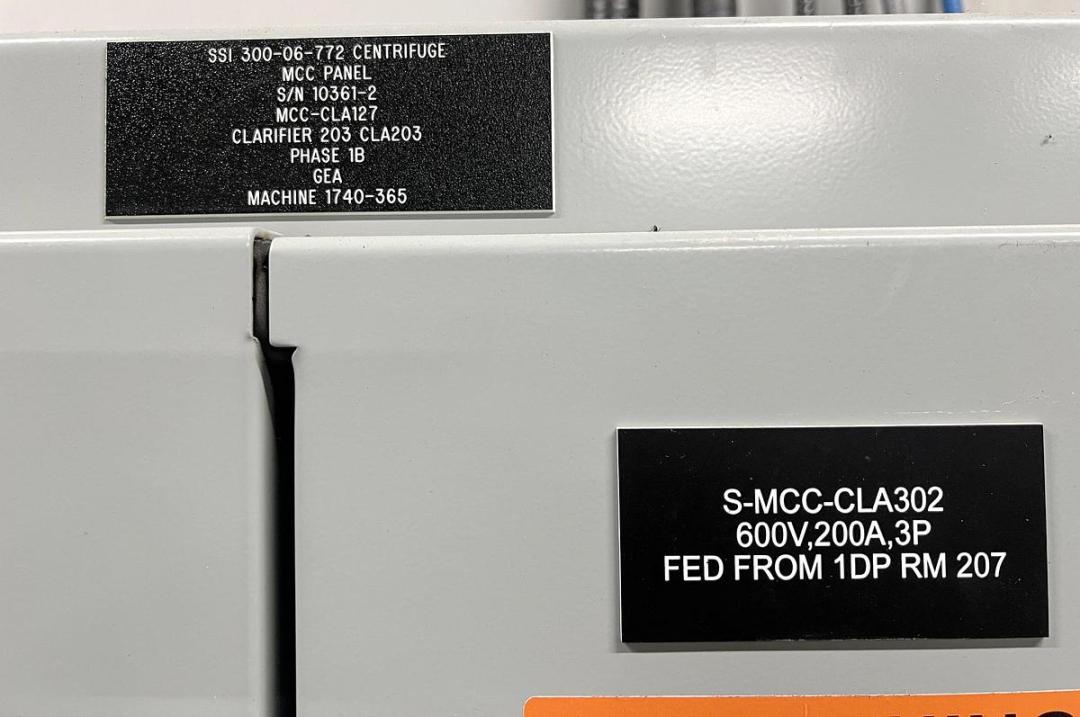 SSI 300-06-772 CENTRIFUGE
MCC PANEL
S/N 10361-2
MCC-CLA127
CLARIFIER 203 CLA203
PHASE 1B
GEA
MACHINE 1740-365
S-MCC-CLA302
600V,200A,3P
FED FROM 1DP RM 207